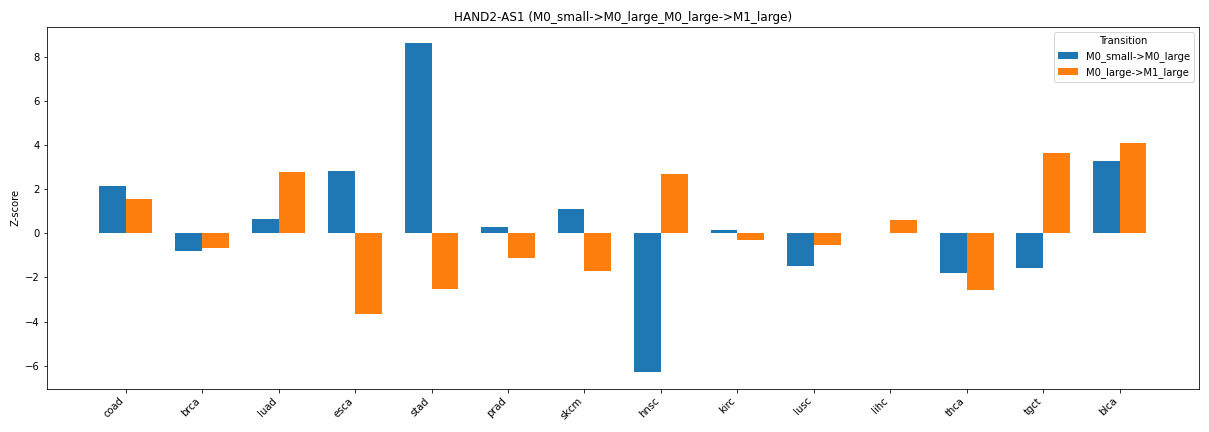 HAND2-AS1 (M0_small->M0_large_M0_large->M1_large)
Transition
M0_small->M0_large
M0_large->M1_large
Z-score
8
6
4
2
0
−2
−4
−6
coad
brca
luad
esca
stad
prad
skcm
hnsc
kirc
lusc
lihc
thca
tgct
blca